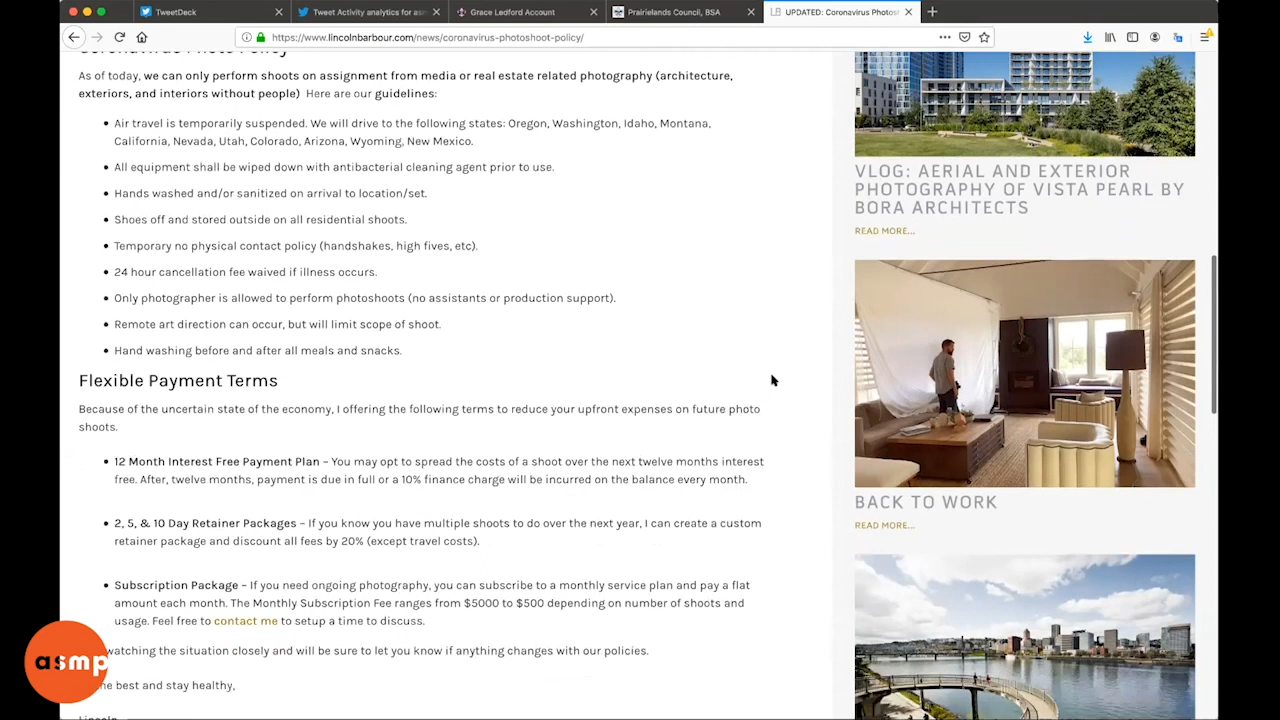 TweetDeck
Tweet Activity analytics for asm
Grace Ledford Account
Prairielands Council, BSA
UPDATED: Coronavirus Photosh
https://www.lincolnbarbour.com/news/coronavirus-photoshoot-policy/
As of today, we can only perform shoots on assignment from media or real estate related photography (architecture,
exteriors, and interiors without people) Here are our guidelines:
Air travel is temporarily suspended. We will drive to the following states: Oregon, Washington, Idaho, Montana,
California, Nevada, Utah, Colorado, Arizona, Wyoming, New Mexico.
All equipment shall be wiped down with antibacterial cleaning agent prior to use.
Hands washed and/or sanitized on arrival to location/set.
Shoes off and stored outside on all residential shoots.
Temporary no physical contact policy (handshakes, high fives, etc).
24 hour cancellation fee waived if illness occurs.
Only photographer is allowed to perform photoshoots (no assistants or production support).
Remote art direction can occur, but will limit scope of shoot.
Hand washing before and after all meals and snacks.
Flexible Payment Terms
Because of the uncertain state of the economy, I offering the following terms to reduce your upfront expenses on future photo
shoots.
12 Month Interest Free Payment Plan – You may opt to spread the costs of a shoot over the next twelve months interest
free. After, twelve months, payment is due in full or a 10% finance charge will be incurred on the balance every month.
2, 5, & 10 Day Retainer Packages – If you know you have multiple shoots to do over the next year, I can create a custom
retainer package and discount all fees by 20% (except travel costs).
Subscription Package – If you need ongoing photography, you can subscribe to a monthly service plan and pay a flat
amount each month. The Monthly Subscription Fee ranges from $5000 to $500 depending on number of shoots and
usage. Feel free to contact me to setup a time to discuss.
watching the situation closely and will be sure to let you know if anything changes with our policies.
he best and stay healthy,
VLOG: AERIAL AND EXTERIOR
PHOTOGRAPHY OF VISTA PEARL BY
BORA ARCHITECTS
READ MORE...
BACK TO WORK
READ MORE...
asmp